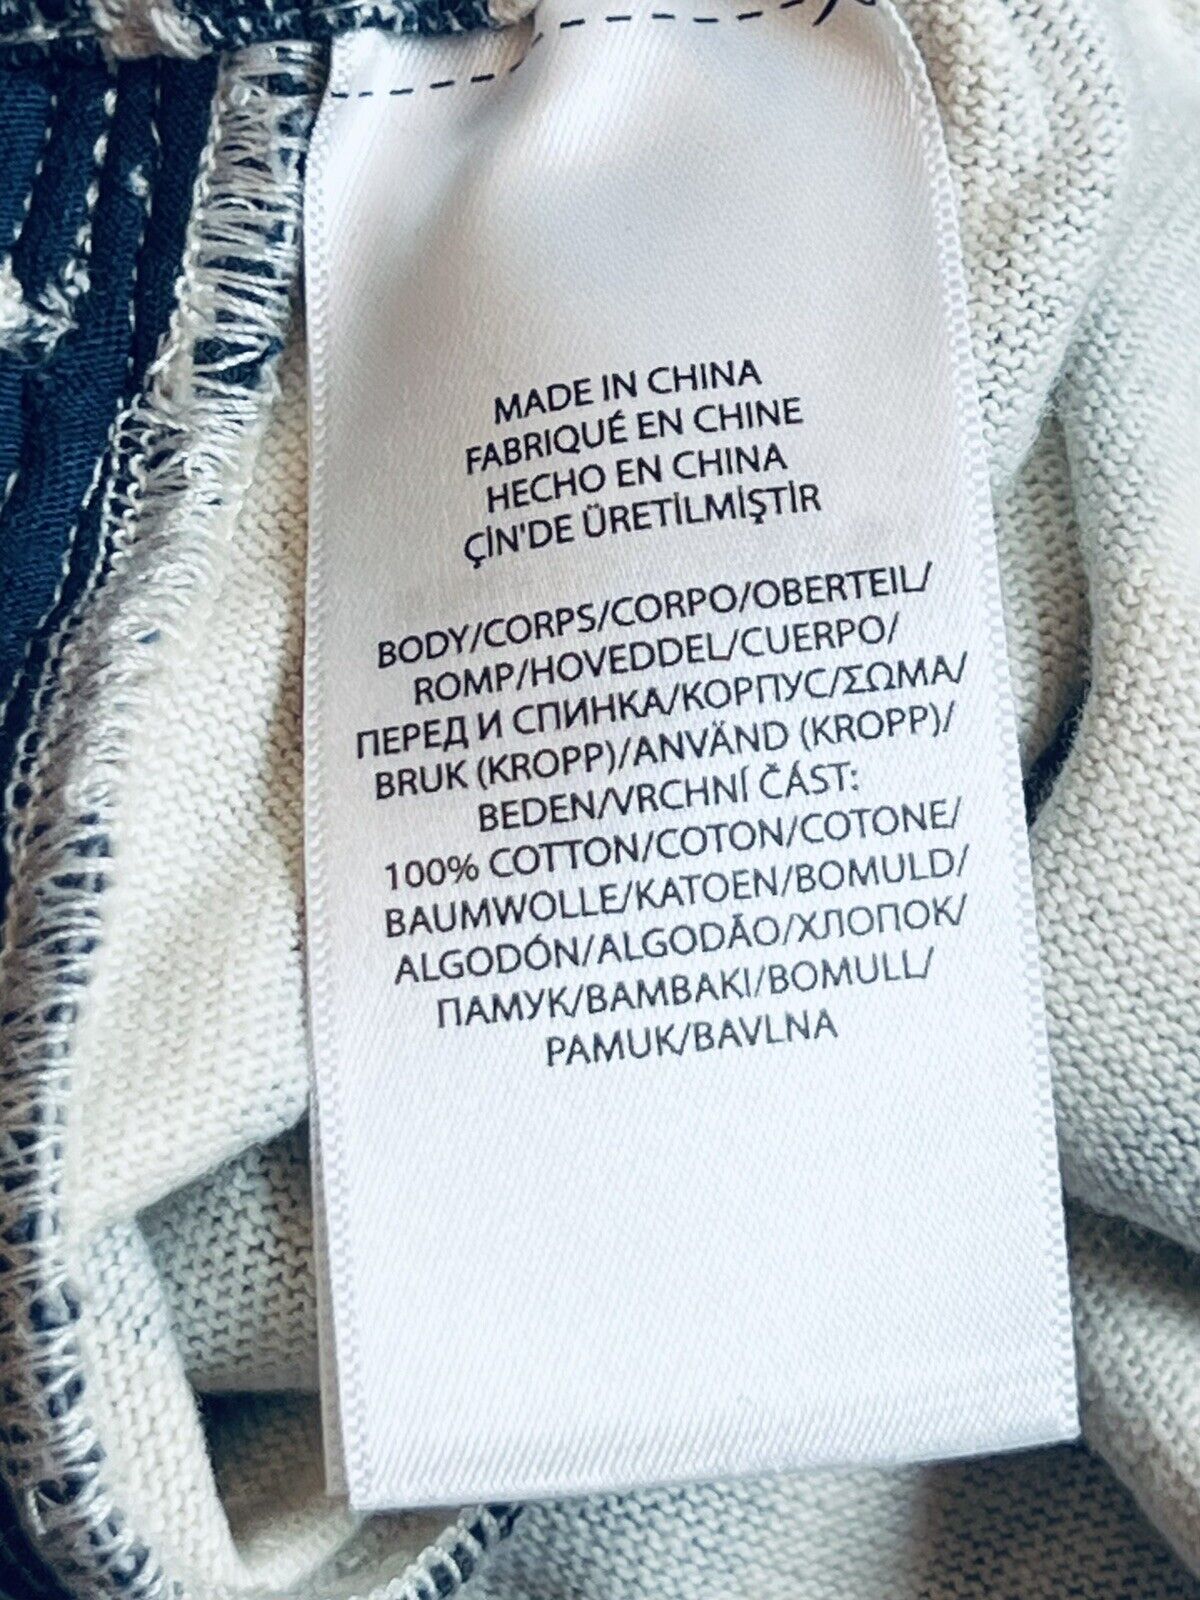 MADE IN CHINA
FABRIQUÉ EN CHINE
HECHO EN CHINA
ÇİN'DE ÜRETİLMİŞTİR
BODY/CORPS/CORPO/OBERTEIL/
ROMP/HOVEDDEL/CUERPO/
ПЕРЕД И СПИНКА/КОРПУС/ΣΩΜΑ/
BRUK (KROPP)/ANVÄND (KROPP)/
BEDEN/VRCHNÍ ČÁST:
100% COTTON/COTON/COTONE/
BAUMWOLLE/KATOEN/BOMULD/
ALGODÓN/ALGODÃO/ХЛОПОК/
ПАМУК/BAMBAKI/BOMULL/
PAMUK/BAVLNA